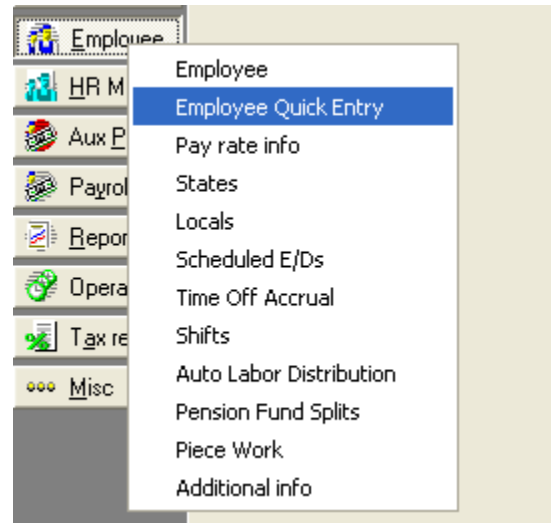 Employee
Employee
HR M
Employee Quick Entry
Aux P
Pay rate info
Payrol
States
Locals
Repor
Scheduled E/Ds
Opera
Time Off Accrual
Tax re
Shifts
Misc
Auto Labor Distribution
Pension Fund Splits
Piece Work
Additional info